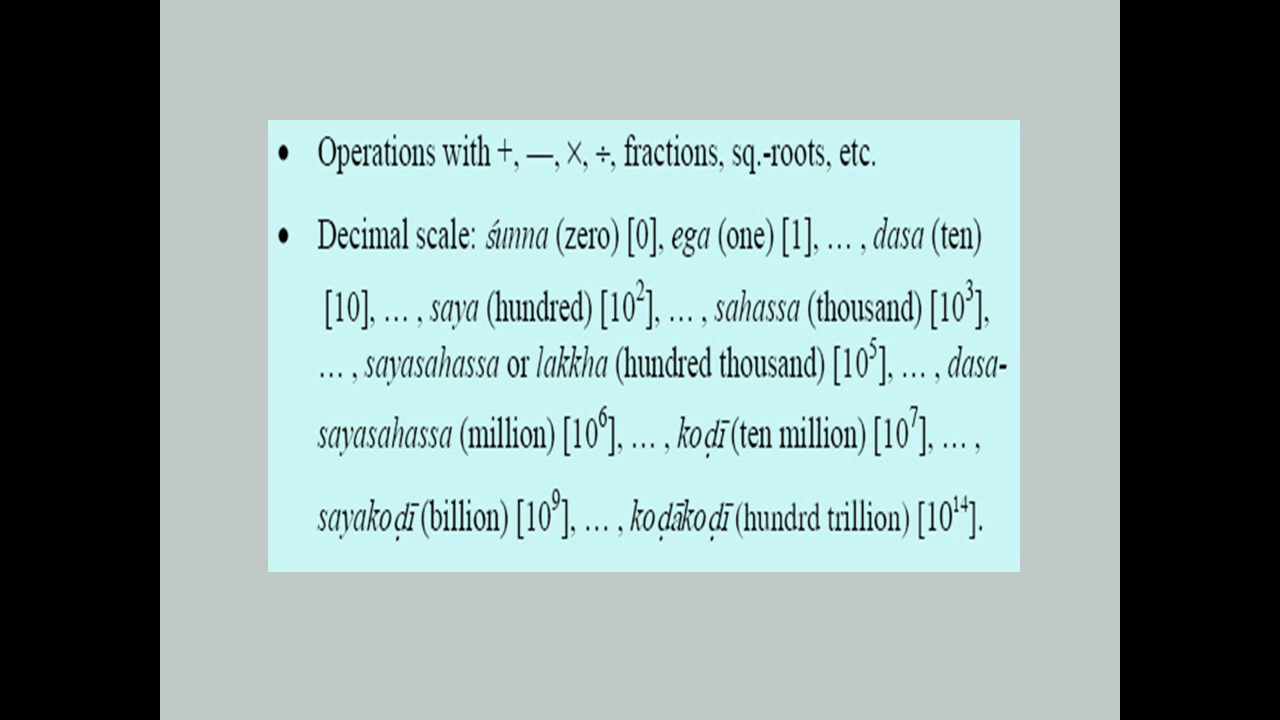 • Operations with +, —, ×, ÷, fractions, sq.-roots, etc.
• Decimal scale: śunna (zero) [0], ega (one) [1], … , dasa (ten)
[10], … , saya (hundred) [10²], … , sahassa (thousand) [10³],
… , sayasahassa or lakkha (hundred thousand) [10⁵], … , dasa-
sayasahassa (million) [10⁶], … , koḍī (ten million) [10⁷], … ,
sayakoḍī (billion) [10⁹], … , koḍākoḍī (hundrd trillion) [10¹⁴].